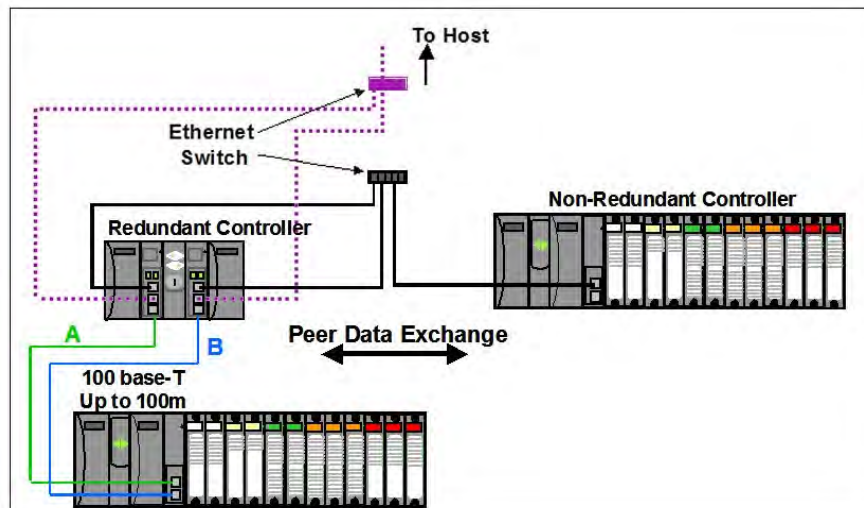 To Host
Ethernet
Switch
Non-Redundant Controller
Redundant Controller
A
B
Peer Data Exchange
100 base-T
Up to 100m